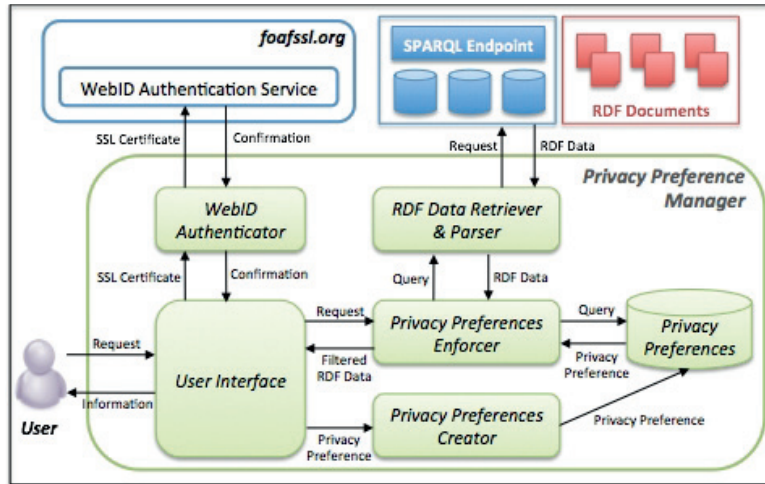 foafssl.org
WebID Authentication Service
SPARQL Endpoint
RDF Documents
SSL Certificate
Confirmation
Request
RDF Data
Privacy Preference
Manager
WebID
Authenticator
RDF Data Retriever
& Parser
SSL Certificate
Confirmation
Query
RDF Data
Request
User Interface
Request
Filtered
RDF Data
Privacy Preferences
Enforcer
Query
Privacy
Preference
Privacy
Preferences
Information
User
Privacy
Preference
Privacy Preferences
Creator
Privacy Preference